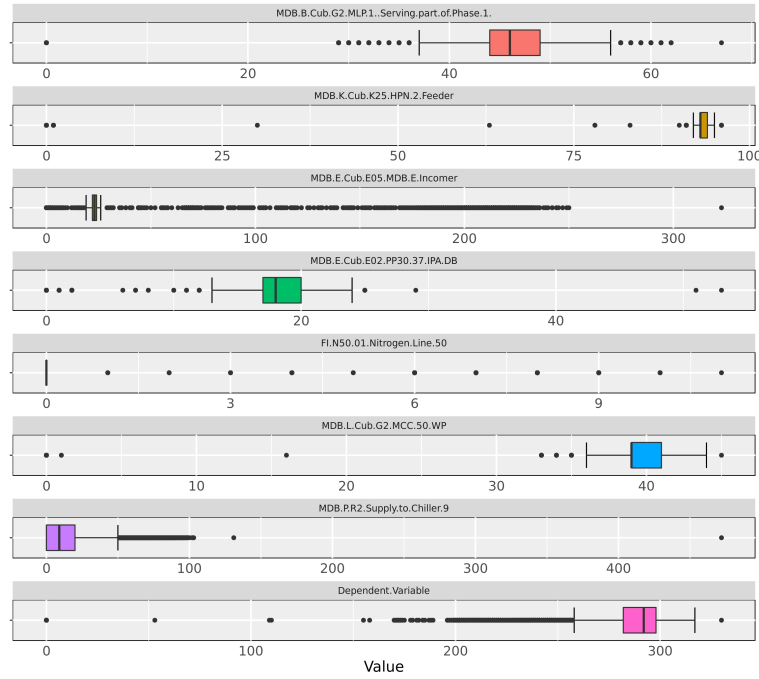 MDB.B.Cub.G2.MLP.1..Serving.part.of.Phase.1.
0 20 40 60
MDB.K.Cub.K25.HPN.2.Feeder
0 25 50 75 100
MDB.E.Cub.E05.MDB.E.Incomer
0 100 200 300
MDB.E.Cub.E02.PP30.37.IPA.DB
0 20 40
FI.N50.01.Nitrogen.Line.50
0 3 6 9
MDB.L.Cub.G2.MCC.50.WP
0 10 20 30 40
MDB.P.R2.Supply.to.Chiller.9
0 100 200 300 400
Dependent.Variable
0 100 200 300
Value